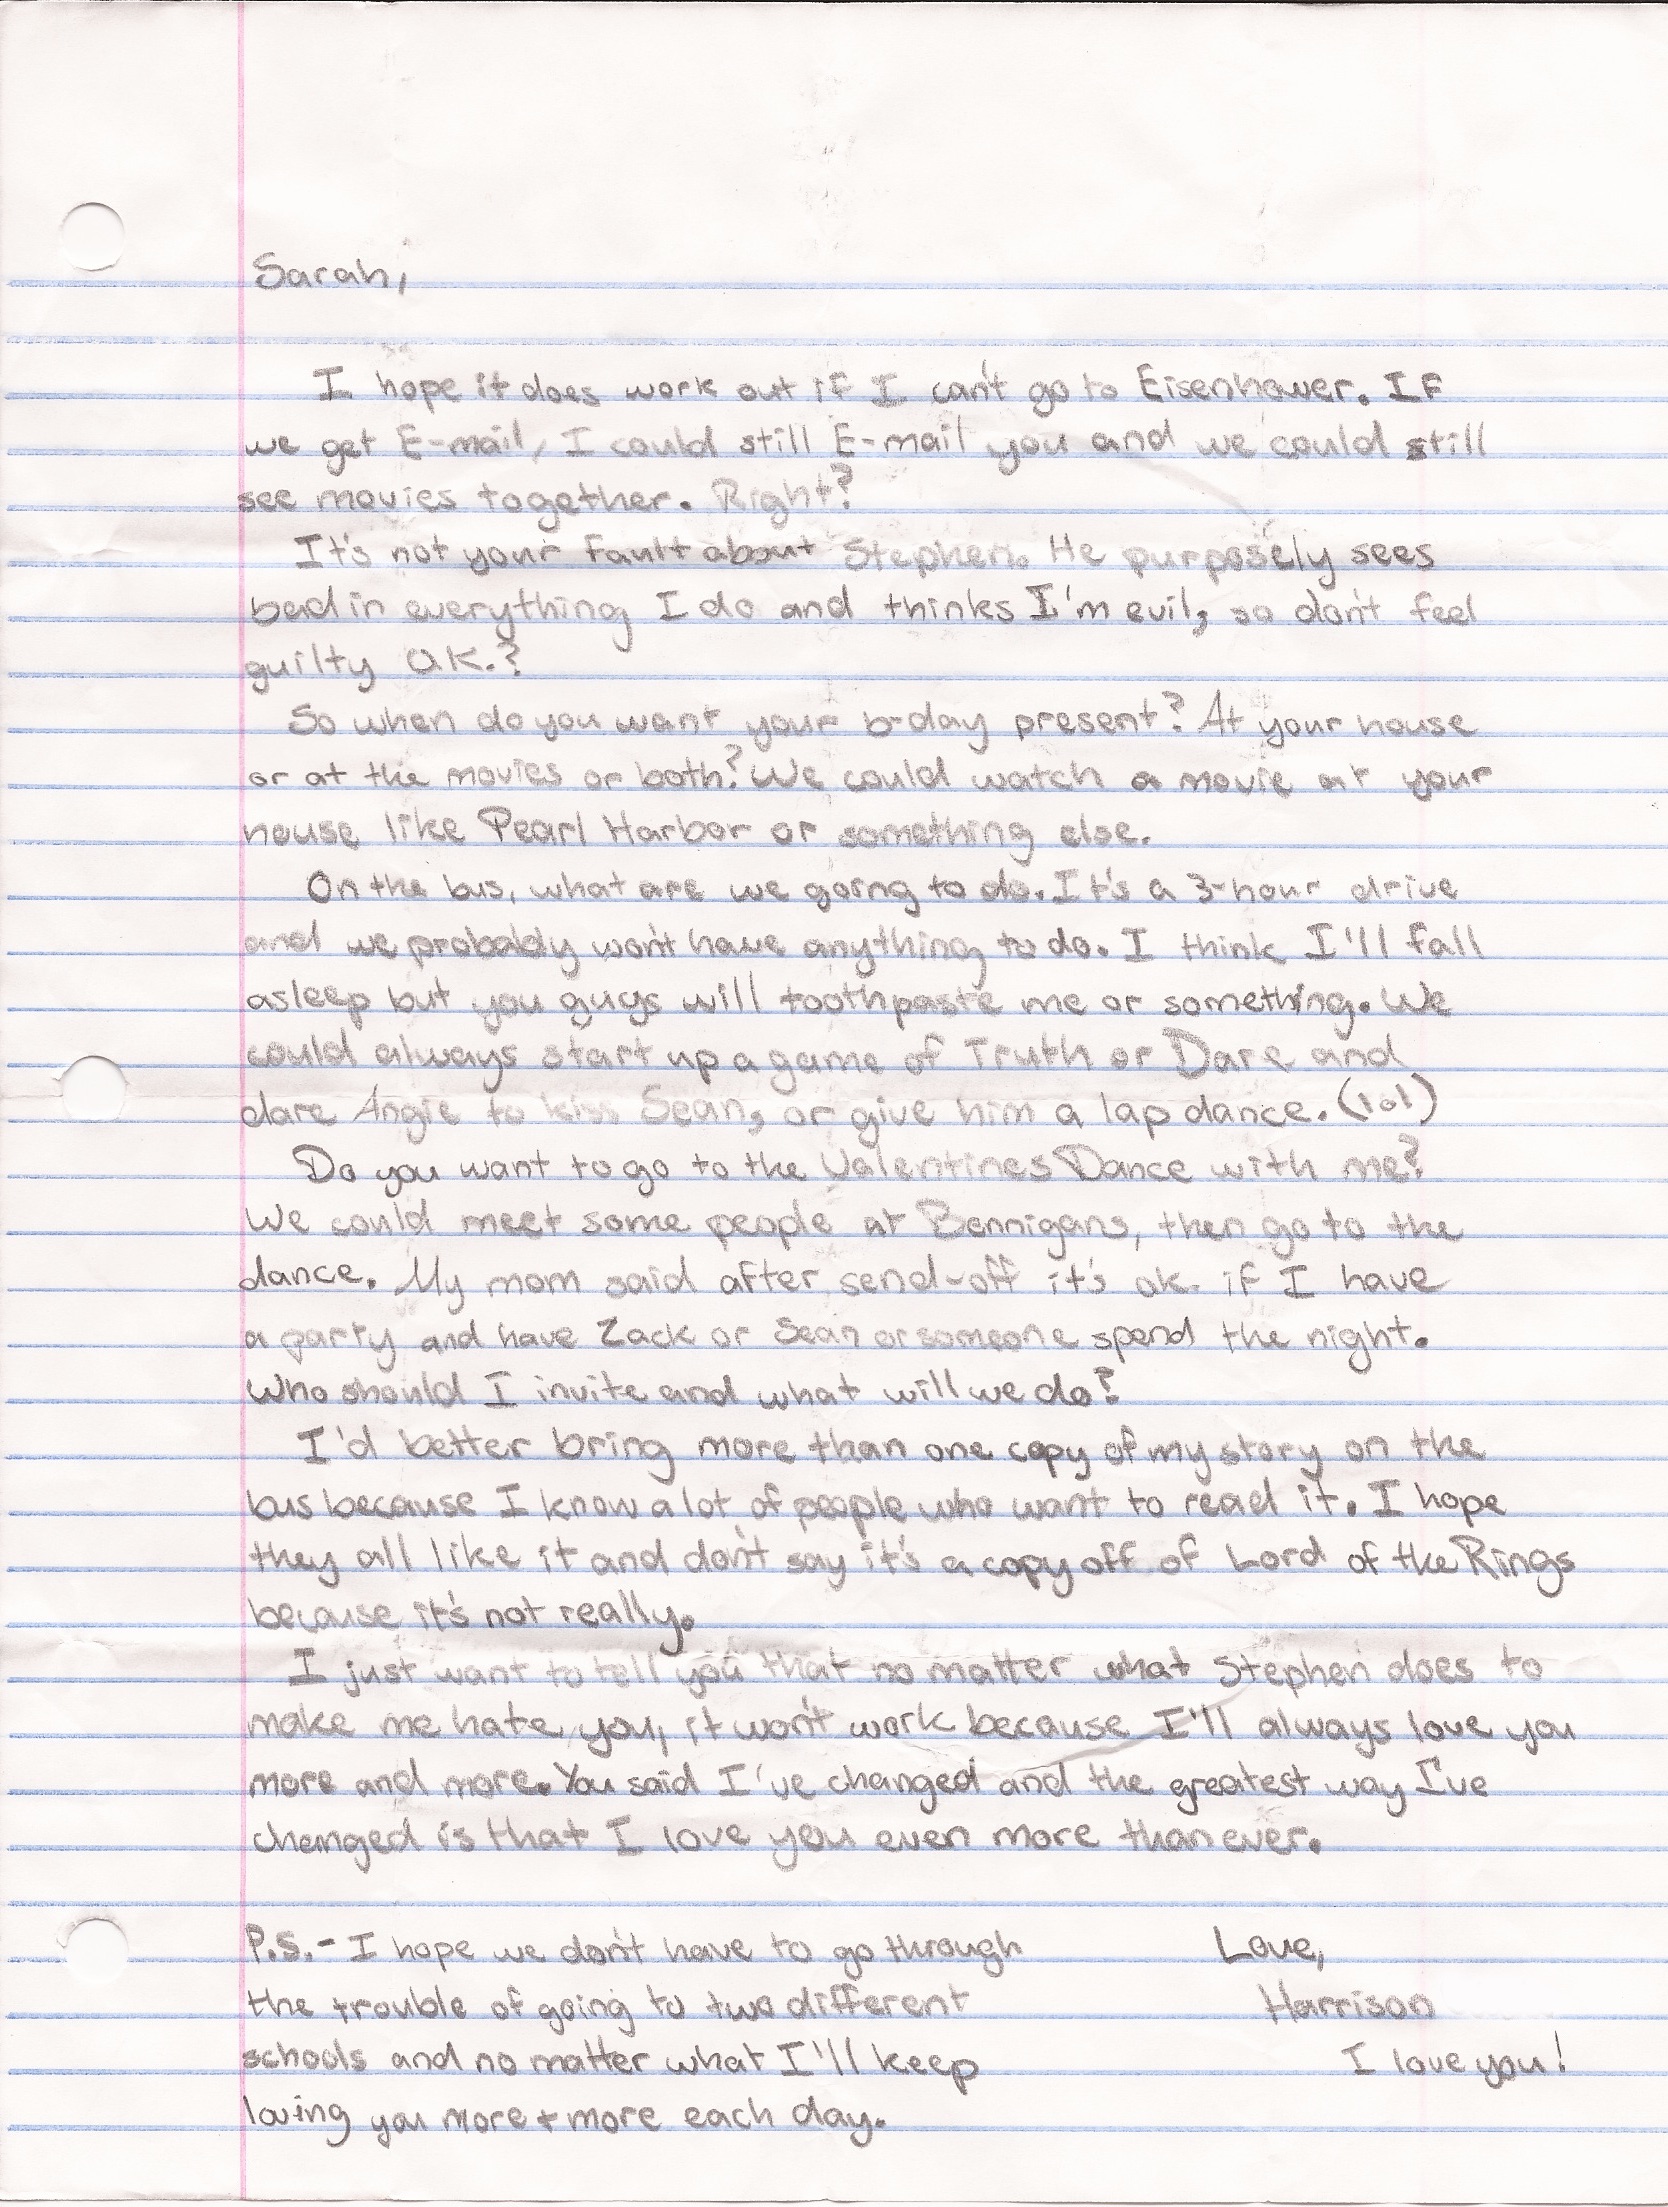 Sarah,
I hope it does work out if I can't go to Eisenhower. If
we get E-mail, I could still E-mail you and we could still
see movies together. Right?
It's not your fault about Stephen. He purposely sees
bad in everything I do and thinks I'm evil, so don't feel
guilty O.K.?
So when do you want your b-day present? At your house
or at the movies or both? We could watch a movie at your
house like Pearl Harbor or something else.
On the bus, what are we going to do. It's a 3-hour drive
and we probably won't have anything to do. I think I'll fall
asleep but you guys will toothpaste me or something. We
could always start up a game of Truth or Dare and
dare Angie to kiss Sean, or give him a lap dance. (lol)
Do you want to go to the Valentines Dance with me?
We could meet some people at Bennigans, then go to the
dance. My mom said after send-off it's ok. if I have
a party and have Zack or Sean or someone spend the night.
Who should I invite and what will we do?
I'd better bring more than one copy of my story on the
bus because I know a lot of people who want to read it. I hope
they all like it and don't say it's a copy off of Lord of the Rings
because it's not really.
I just want to tell you that no matter what Stephen does to
make me hate you, it won't work because I'll always love you
more and more. You said I've changed and the greatest way I've
changed is that I love you even more than ever.
P.S.- I hope we don't have to go through
the trouble of going to two different
schools and no matter what I'll keep
loving you more + more each day.
Love,
Harrison
I love you!